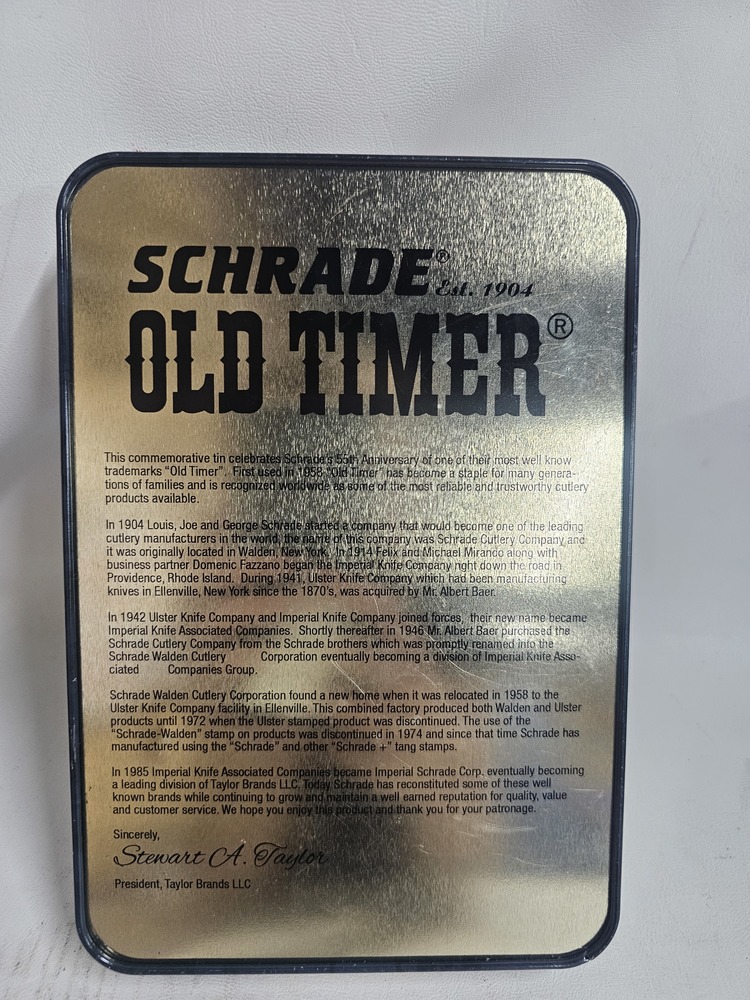 SCHRADE® Est. 1904
OLD TIMER®
This commemorative tin celebrates Schrade's 55th Anniversary of one of their most well know
trademarks “Old Timer”. First used in 1958 “Old Timer” has become a staple for many genera-
tions of families and is recognized worldwide as some of the most reliable and trustworthy cutlery
products available.
In 1904 Louis, Joe and George Schrade started a company that would become one of the leading
cutlery manufacturers in the world, the name of this company was Schrade Cutlery Company and
it was originally located in Walden, New York. In 1914 Felix and Michael Mirando along with
business partner Domenic Fazzano began the Imperial Knife Company right down the road in
Providence, Rhode Island. During 1941, Ulster Knife Company which had been manufacturing
knives in Ellenville, New York since the 1870's, was acquired by Mr. Albert Baer.
In 1942 Ulster Knife Company and Imperial Knife Company joined forces, their new name became
Imperial Knife Associated Companies. Shortly thereafter in 1946 Mr. Albert Baer purchased the
Schrade Cutlery Company from the Schrade brothers which was promptly renamed into the
Schrade Walden Cutlery Corporation eventually becoming a division of Imperial Knife Asso-
ciated Companies Group.
Schrade Walden Cutlery Corporation found a new home when it was relocated in 1958 to the
Ulster Knife Company facility in Ellenville. This combined factory produced both Walden and Ulster
products until 1972 when the Ulster stamped product was discontinued. The use of the
“Schrade-Walden” stamp on products was discontinued in 1974 and since that time Schrade has
manufactured using the “Schrade” and other “Schrade +” tang stamps.
In 1985 Imperial Knife Associated Companies became Imperial Schrade Corp. eventually becoming
a leading division of Taylor Brands LLC. Today Schrade has reconstituted some of these well
known brands while continuing to grow and maintain a well earned reputation for quality, value
and customer service. We hope you enjoy this product and thank you for your patronage.
Sincerely,
Stewart A. Taylor
President, Taylor Brands LLC